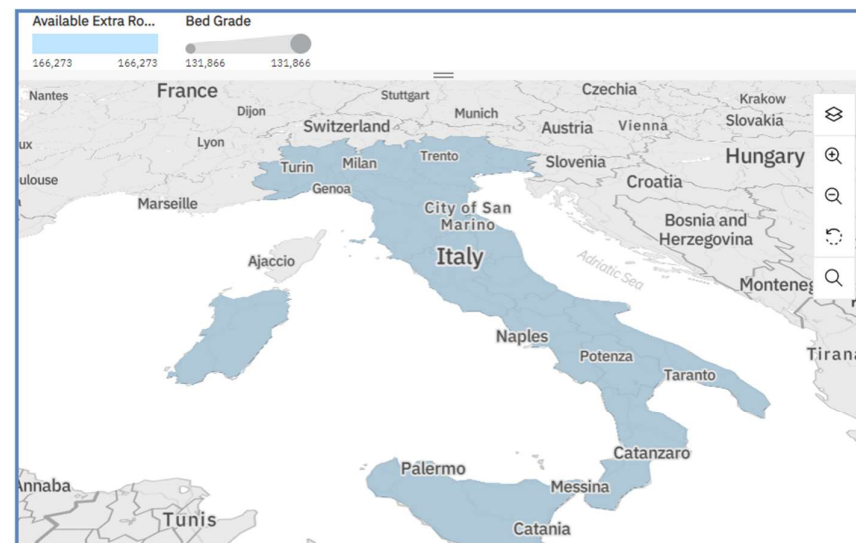 Available Extra Ro...
Bed Grade
166,273
166,273
131,866
131,866
Nantes
France
Dijon
Stuttgart
Munich
Czechia
Krakow
Slovakia
Switzerland
Austria
Vienna
Lyon
Hungary
Turin
Milan
Trento
Slovenia
ulouse
Genoa
Croatia
Marseille
City of San
Marino
Bosnia and
Herzegovina
Ajaccio
Italy
Adriatic Sea
Monteneg
Naples
Potenza
Tirana
Taranto
Catanzaro
Palermo
Annaba
Messina
Tunis
Catania